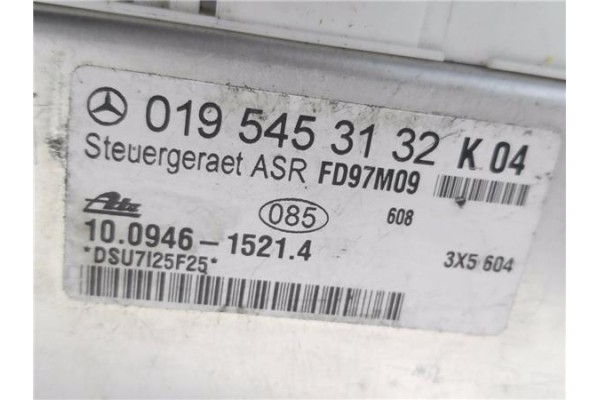 019 545 31 32 K 04
Steuergeraet ASR FD97M09
Ate 085 608
10.0946-1521.4 3X5 604
*DSU7I25F25*